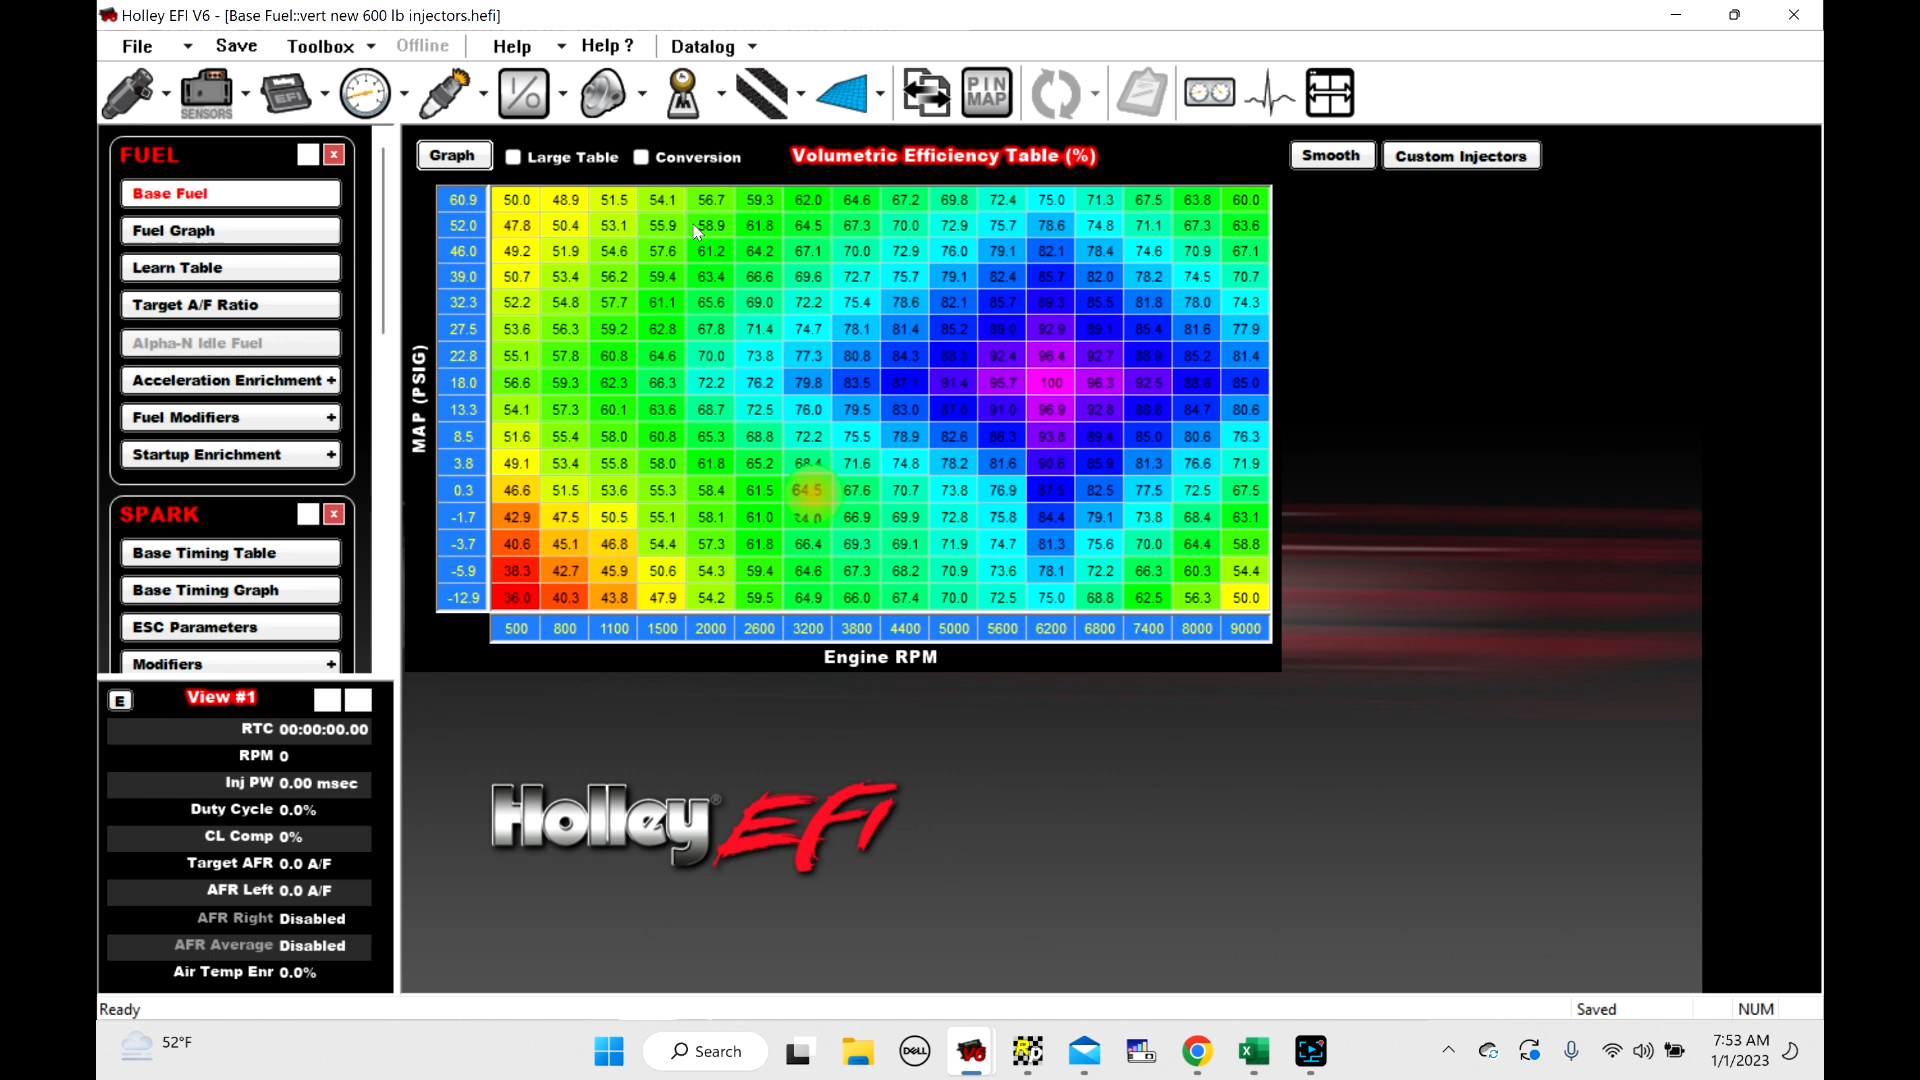 Holley EFI V6 - [Base Fuel::vert new 600 lb injectors.hefi]
File Save Toolbox Offline Help Help ? Datalog
SENSORS EFI I/O PIN MAP
FUEL
Base Fuel
Fuel Graph
Learn Table
Target A/F Ratio
Alpha-N Idle Fuel
Acceleration Enrichment +
Fuel Modifiers +
Startup Enrichment +
SPARK
Base Timing Table
Base Timing Graph
ESC Parameters
Modifiers +
E View #1
RTC 00:00:00.00
RPM 0
Inj PW 0.00 msec
Duty Cycle 0.0%
CL Comp 0%
Target AFR 0.0 A/F
AFR Left 0.0 A/F
AFR Right Disabled
AFR Average Disabled
Air Temp Enr 0.0%
Graph Large Table Conversion Volumetric Efficiency Table (%) Smooth Custom Injectors
MAP (PSIG)
60.9 50.0 48.9 51.5 54.1 56.7 59.3 62.0 64.6 67.2 69.8 72.4 75.0 71.3 67.5 63.8 60.0
52.0 47.8 50.4 53.1 55.9 58.9 61.8 64.5 67.3 70.0 72.9 75.7 78.6 74.8 71.1 67.3 63.6
46.0 49.2 51.9 54.6 57.6 61.2 64.2 67.1 70.0 72.9 76.0 79.1 82.1 78.4 74.6 70.9 67.1
39.0 50.7 53.4 56.2 59.4 63.4 66.6 69.6 72.7 75.7 79.1 82.4 85.7 82.0 78.2 74.5 70.7
32.3 52.2 54.8 57.7 61.1 65.6 69.0 72.2 75.4 78.6 82.1 85.7 89.3 85.5 81.8 78.0 74.3
27.5 53.6 56.3 59.2 62.8 67.8 71.4 74.7 78.1 81.4 85.2 89.0 92.9 89.1 85.4 81.6 77.9
22.8 55.1 57.8 60.8 64.6 70.0 73.8 77.3 80.8 84.3 88.3 92.4 96.4 92.7 88.9 85.2 81.4
18.0 56.6 59.3 62.3 66.3 72.2 76.2 79.8 83.5 87.1 91.4 95.7 100 96.3 92.5 88.8 85.0
13.3 54.1 57.3 60.1 63.6 68.7 72.5 76.0 79.5 83.0 87.0 91.0 96.9 92.8 88.8 84.7 80.6
8.5 51.6 55.4 58.0 60.8 65.3 68.8 72.2 75.5 78.9 82.6 86.3 93.8 89.4 85.0 80.6 76.3
3.8 49.1 53.4 55.8 58.0 61.8 65.2 68.4 71.6 74.8 78.2 81.6 90.6 85.9 81.3 76.6 71.9
0.3 46.6 51.5 53.6 55.3 58.4 61.5 64.5 67.6 70.7 73.8 76.9 87.5 82.5 77.5 72.5 67.5
-1.7 42.9 47.5 50.5 55.1 58.1 61.0 66.9 69.9 72.8 75.8 84.4 79.1 73.8 68.4 63.1
-3.7 40.6 45.1 46.8 54.4 57.3 61.8 66.4 69.3 69.1 71.9 74.7 81.3 75.6 70.0 64.4 58.8
-5.9 38.3 42.7 45.9 50.6 54.3 59.4 64.6 67.3 68.2 70.9 73.6 78.1 72.2 66.3 60.3 54.4
-12.9 36.0 40.3 43.8 47.9 54.2 59.5 64.9 66.0 67.4 70.0 72.5 75.0 68.8 62.5 56.3 50.0
500 800 1100 1500 2000 2600 3200 3800 4400 5000 5600 6200 6800 7400 8000 9000
Engine RPM
Holley® EFI
Ready Saved NUM
52°F Search DELL V6 7:53 AM
1/1/2023